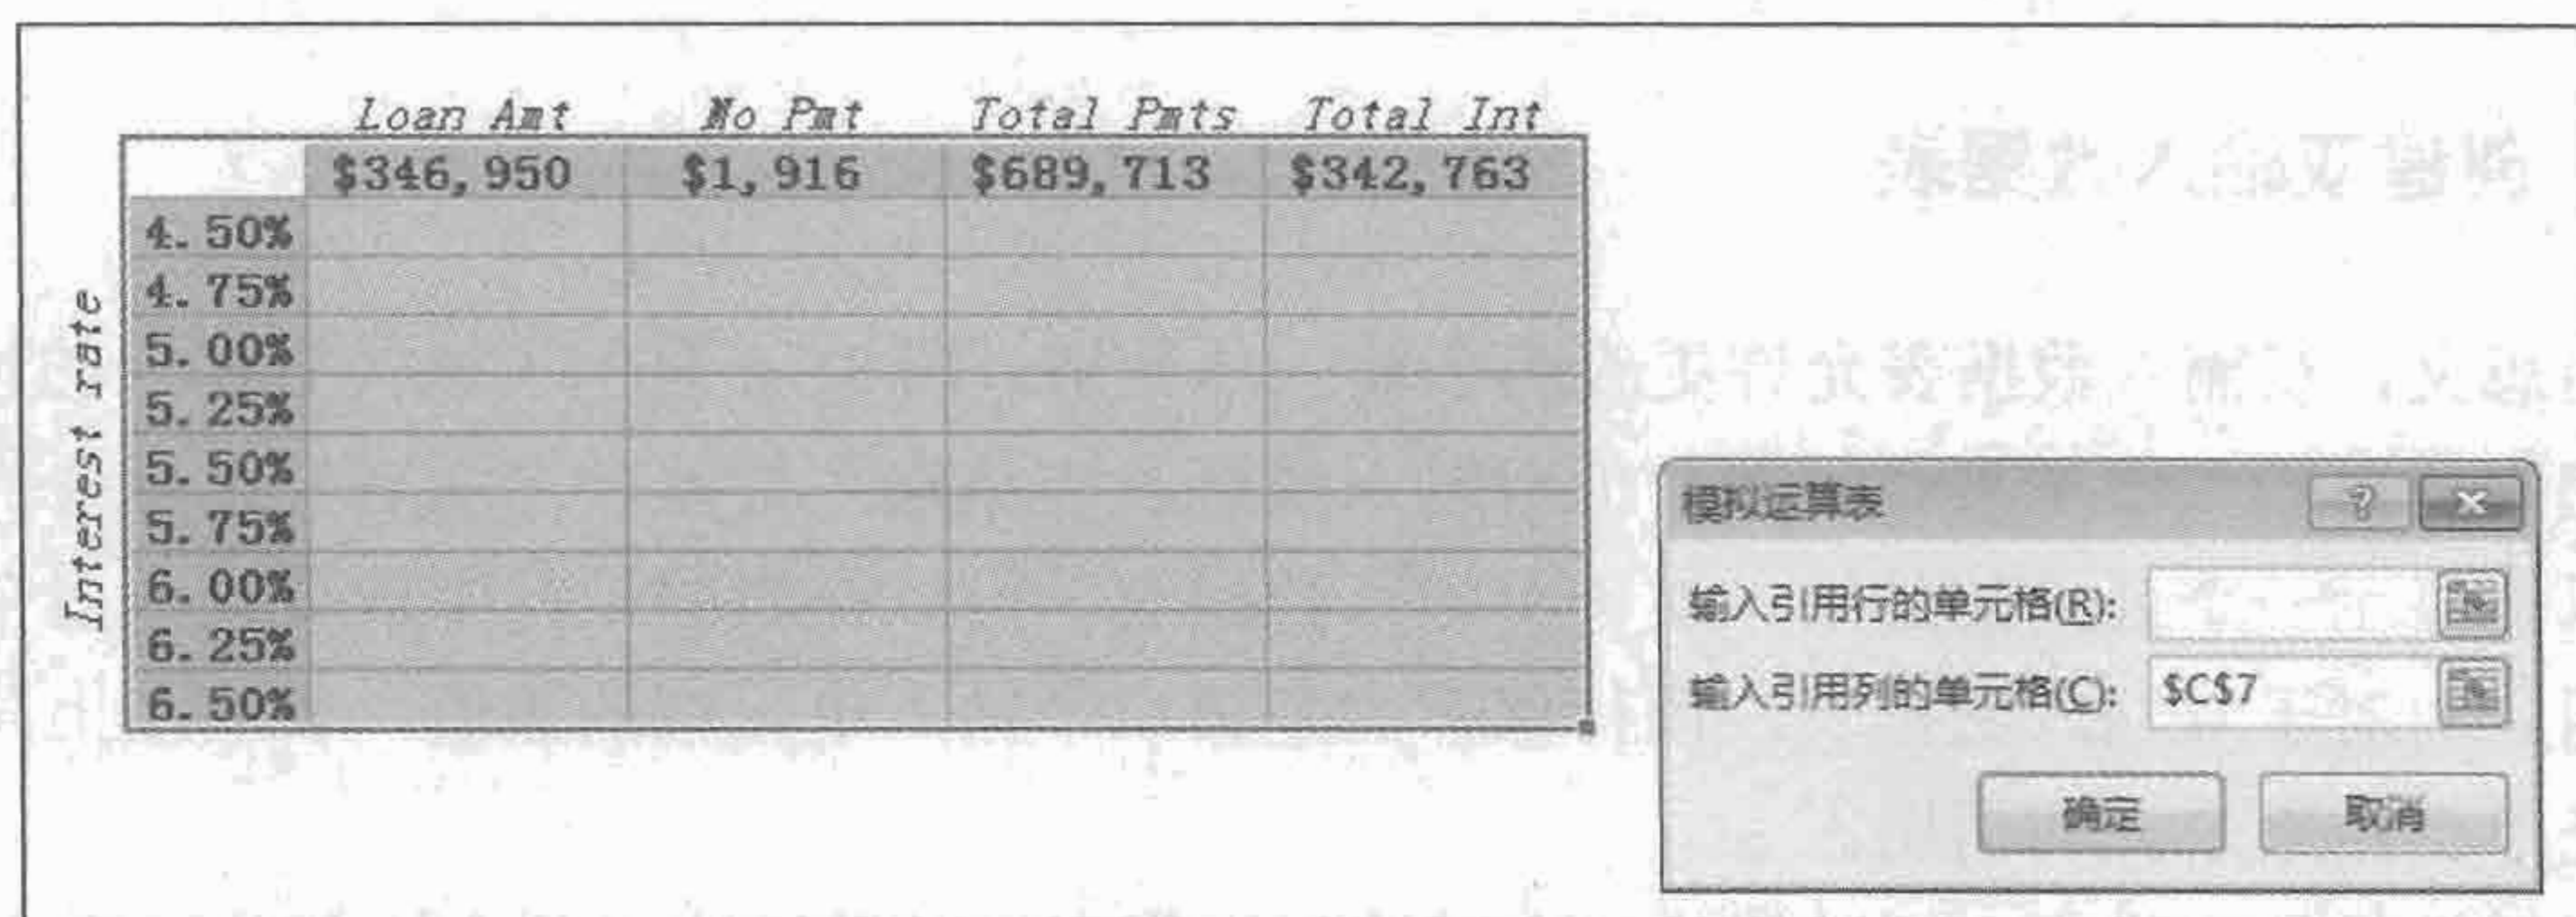 Loan Amt No Pmt Total Pmts Total Int
$346,950 $1,916 $689,713 $342,763
Interest rate
4.50%
4.75%
5.00%
5.25%
5.50%
5.75%
6.00%
6.25%
6.50%
模拟运算表
输入引用行的单元格(R):
输入引用列的单元格(C): $C$7
确定 取消